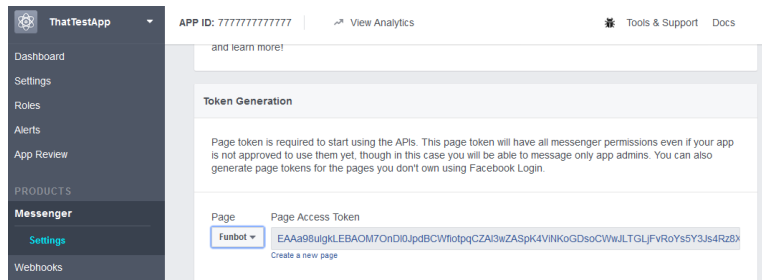 ThatTestApp
APP ID: 7777777777777
View Analytics
Tools & Support
Docs
Dashboard
Settings
Roles
Alerts
App Review
PRODUCTS
Messenger
Settings
Webhooks
and learn more!
Token Generation
Page token is required to start using the APIs. This page token will have all messenger permissions even if your app
is not approved to use them yet, though in this case you will be able to message only app admins. You can also
generate page tokens for the pages you don't own using Facebook Login.
Page
Page Access Token
Funbot
Create a new page